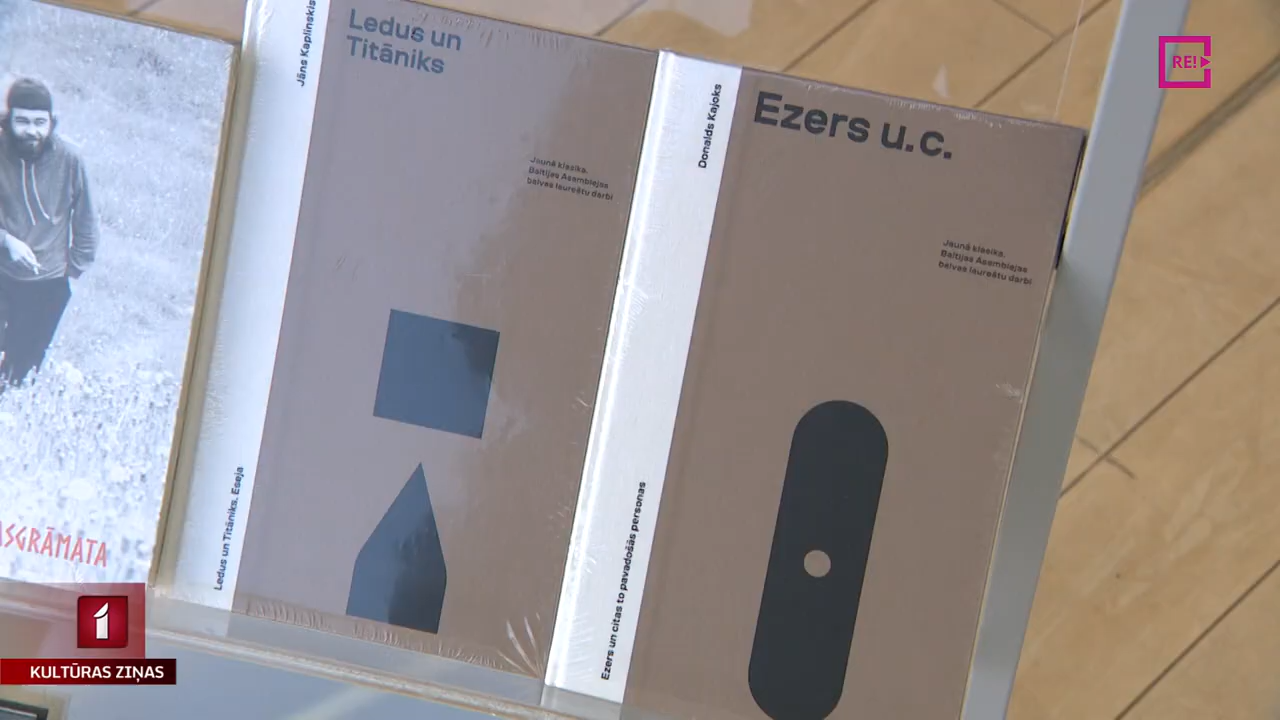 Jāns Kaplinskis
Ledus un
Titāniks
Jaunā klasika.
Baltijas Asamblejas
balvas laureātu darbi
Ledus un Titāniks. Eseja
Donalds Kajoks
Ezers u.c.
Jaunā klasika.
Baltijas Asamblejas
balvas laureātu darbi
Ezers un citas to pavadošās personas
ASGRĀMATA
RE!
1
KULTŪRAS ZIŅAS